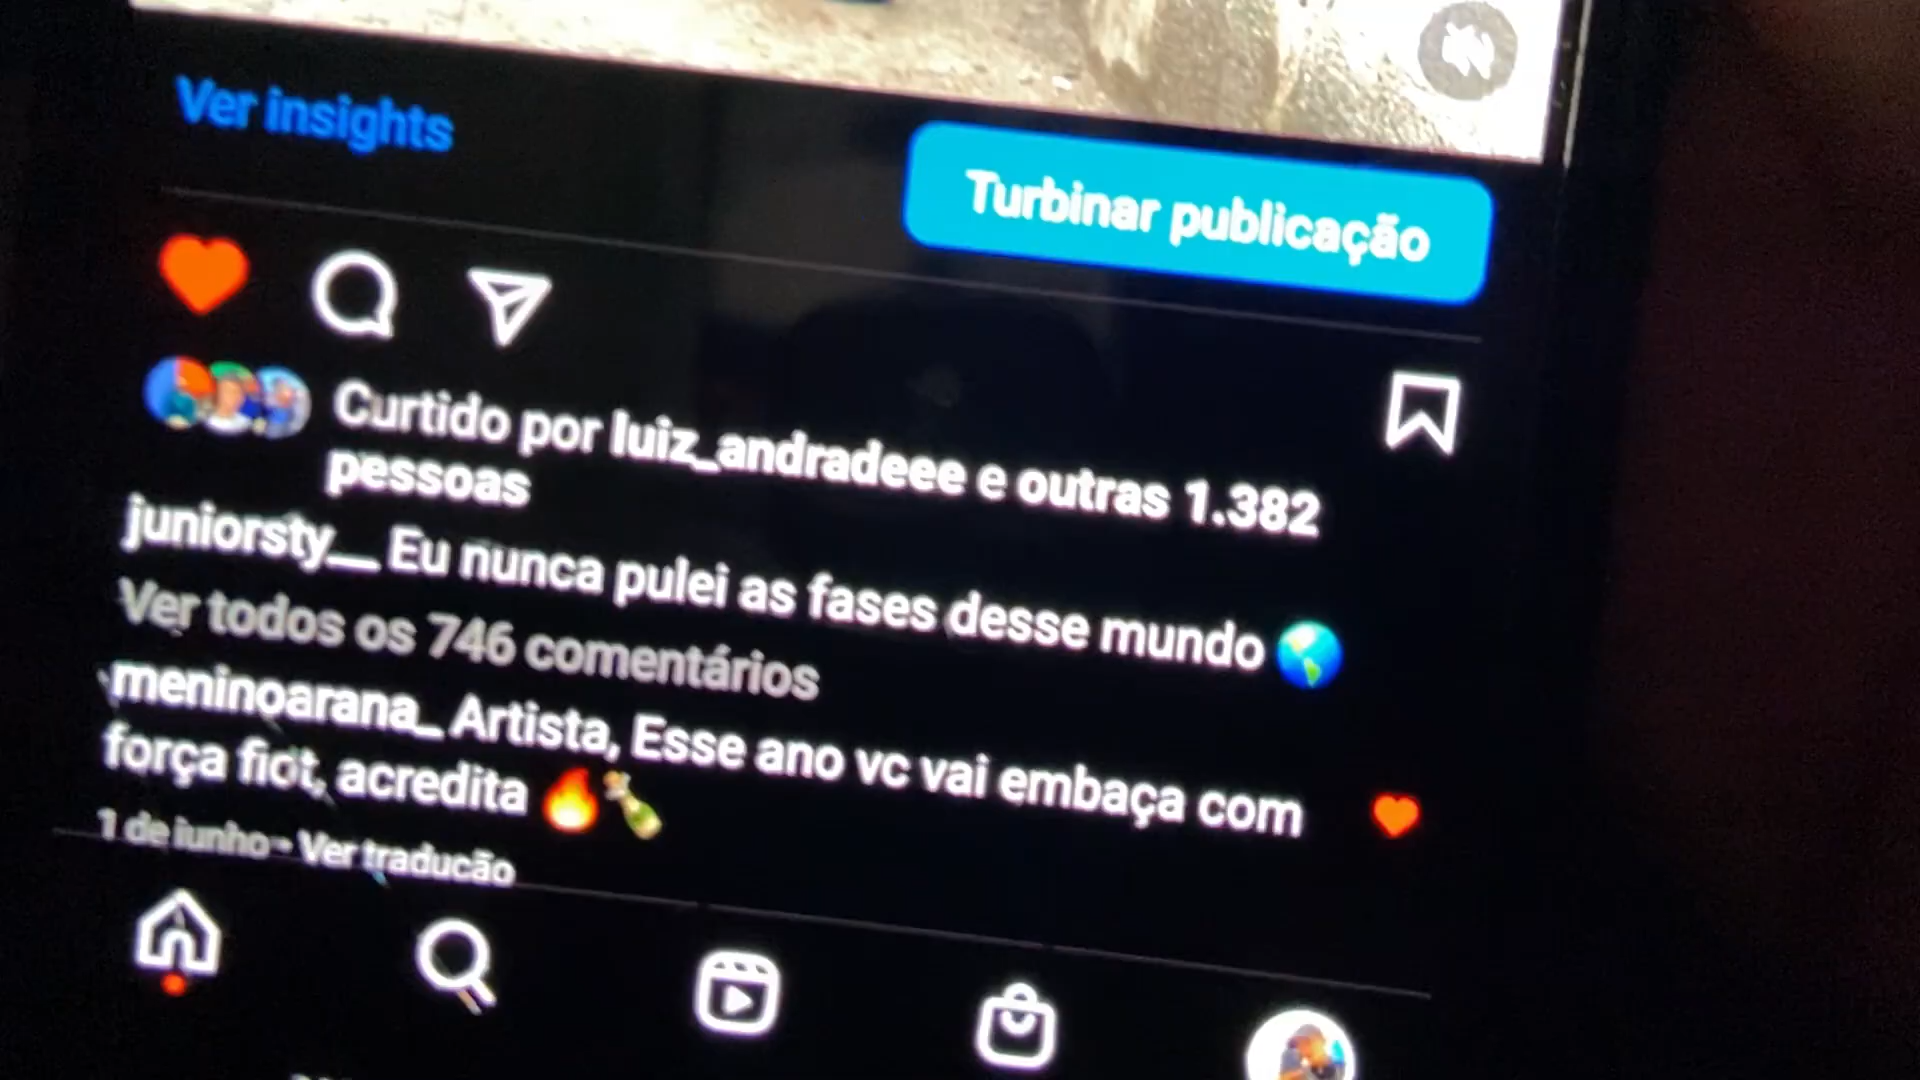 Ver insights
Turbinar publicação
Curtido por luiz_andradeee e outras 1.382
pessoas
juniorsty__ Eu nunca pulei as fases desse mundo 🌎
Ver todos os 746 comentários
meninoarana_ Artista, Esse ano vc vai embaça com
força fiot, acredita 🔥🍾
1 de junho · Ver tradução